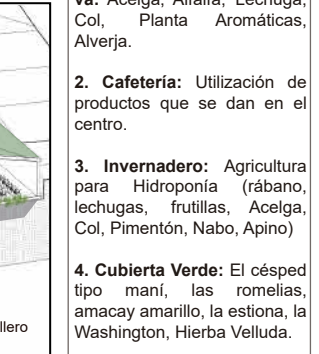 va: Acelga, Alfalfa, Lechuga,
Col, Planta Aromáticas,
Alverja.
2. Cafetería: Utilización de
productos que se dan en el
centro.
3. Invernadero: Agricultura
para Hidroponía (rábano,
lechugas, frutillas, Acelga,
Col, Pimentón, Nabo, Apino)
4. Cubierta Verde: El césped
tipo maní, las romelias,
amacay amarillo, la estiona, la
Washington, Hierba Velluda.
llero